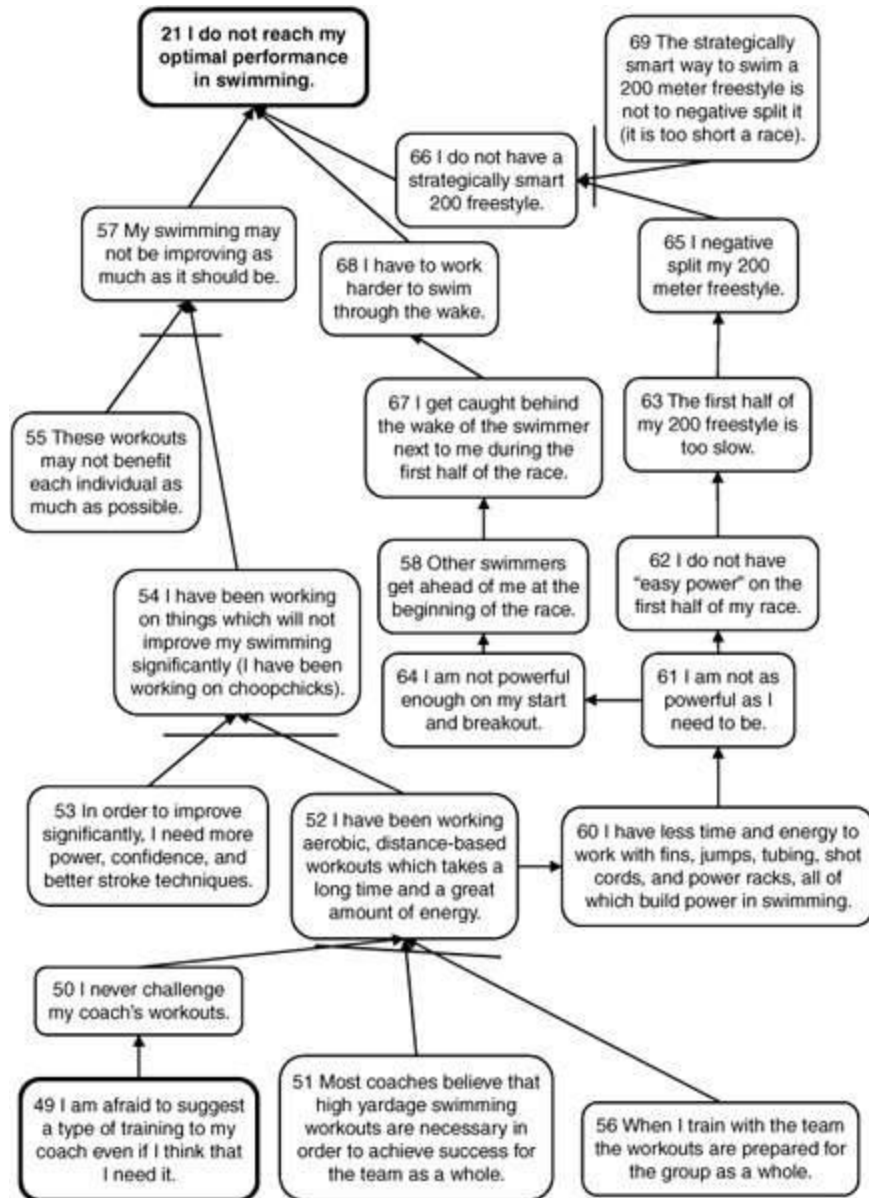 21 I do not reach my
optimal performance
in swimming.
69 The strategically
smart way to swim a
200 meter freestyle is
not to negative split it
(it is too short a race).
66 I do not have a
strategically smart
200 freestyle.
57 My swimming may
not be improving as
much as it should be.
68 I have to work
harder to swim
through the wake.
65 I negative
split my 200
meter freestyle.
55 These workouts
may not benefit
each individual as
much as possible.
67 I get caught behind
the wake of the swimmer
next to me during the
first half of the race.
63 The first half of
my 200 freestyle is
too slow.
54 I have been working
on things which will not
improve my swimming
significantly (I have been
working on choopchicks).
58 Other swimmers
get ahead of me at the
beginning of the race.
62 I do not have
“easy power” on the
first half of my race.
64 I am not powerful
enough on my start
and breakout.
61 I am not as
powerful as I
need to be.
53 In order to improve
significantly, I need more
power, confidence, and
better stroke techniques.
52 I have been working
aerobic, distance-based
workouts which takes a
long time and a great
amount of energy.
60 I have less time and energy to
work with fins, jumps, tubing, shot
cords, and power racks, all of
which build power in swimming.
50 I never challenge
my coach’s workouts.
49 I am afraid to suggest
a type of training to my
coach even if I think that
I need it.
51 Most coaches believe that
high yardage swimming
workouts are necessary in
order to achieve success for
the team as a whole.
56 When I train with the team
the workouts are prepared for
the group as a whole.